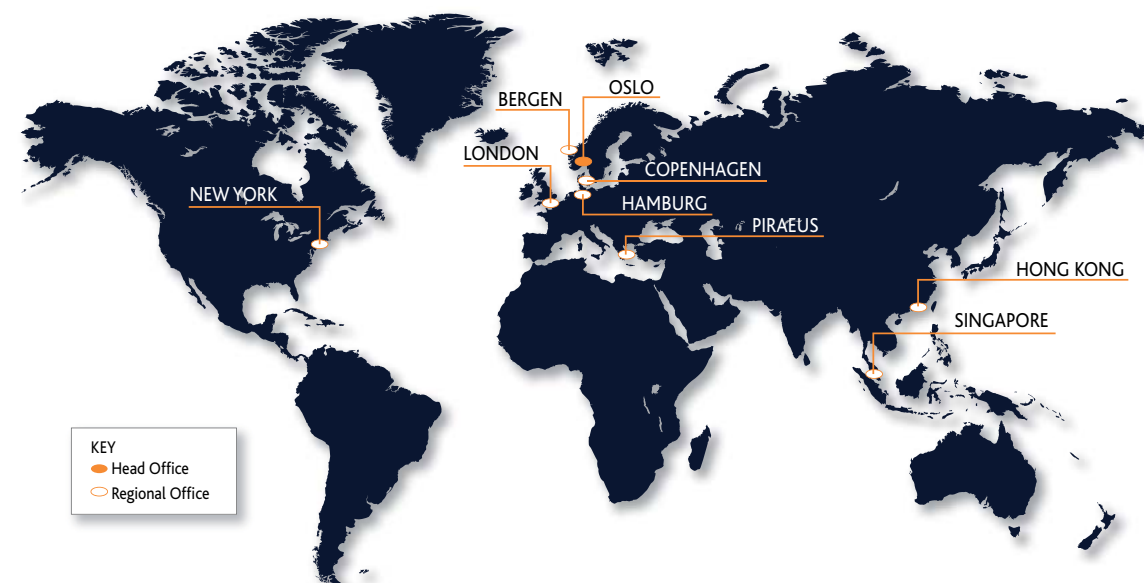 OSLO
BERGEN
LONDON
COPENHAGEN
NEW YORK
HAMBURG
PIRAEUS
HONG KONG
SINGAPORE
KEY
Head Office
Regional Office